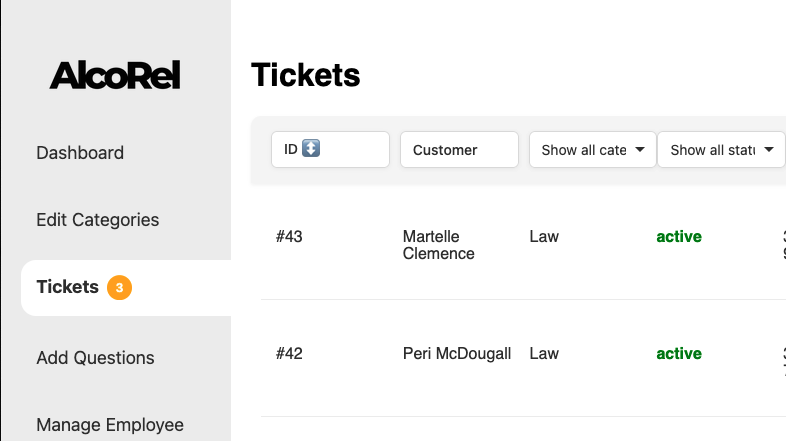 AlcoRel
Dashboard
Edit Categories
Tickets 3
Add Questions
Manage Employee
Tickets
ID ↕️
Customer
Show all cate
Show all statu
#43
Martelle
Clemence
Law
active
#42
Peri McDougall
Law
active